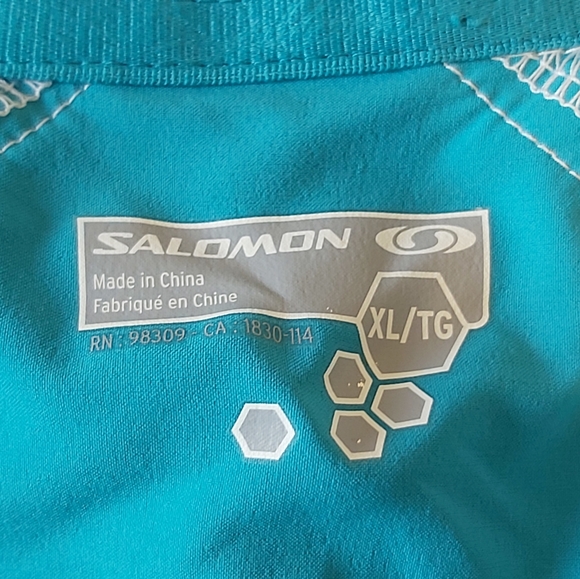 SALOMON
Made in China
Fabriqué en Chine
XL/TG
RN : 98309 - CA : 1830-114